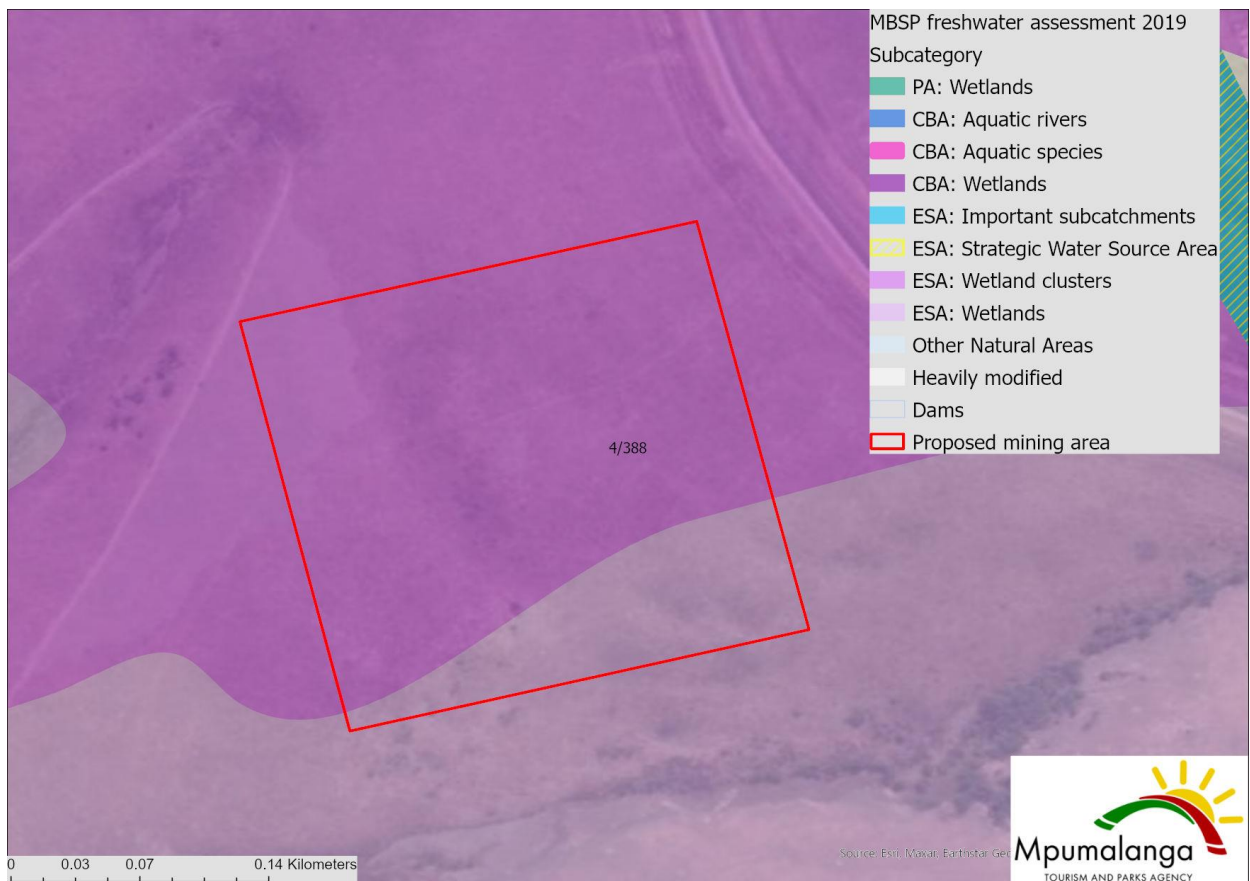 MBSP freshwater assessment 2019
Subcategory
PA: Wetlands
CBA: Aquatic rivers
CBA: Aquatic species
CBA: Wetlands
ESA: Important subcatchments
ESA: Strategic Water Source Area
ESA: Wetland clusters
ESA: Wetlands
Other Natural Areas
Heavily modified
Dams
Proposed mining area
4/388
0 0.03 0.07 0.14 Kilometers
Source: Esri, Maxar, Earthstar Geo
Mpumalanga
TOURISM AND PARKS AGENCY